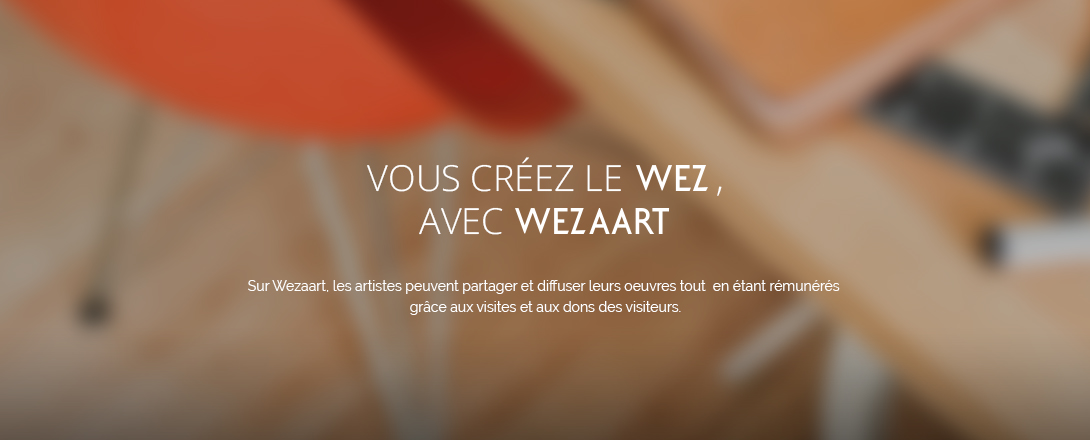 VOUS CRÉEZ LE WEZ ,
AVEC WEZAART
Sur Wezaart, les artistes peuvent partager et diffuser leurs oeuvres tout en étant rémunérés
grâce aux visites et aux dons des visiteurs.